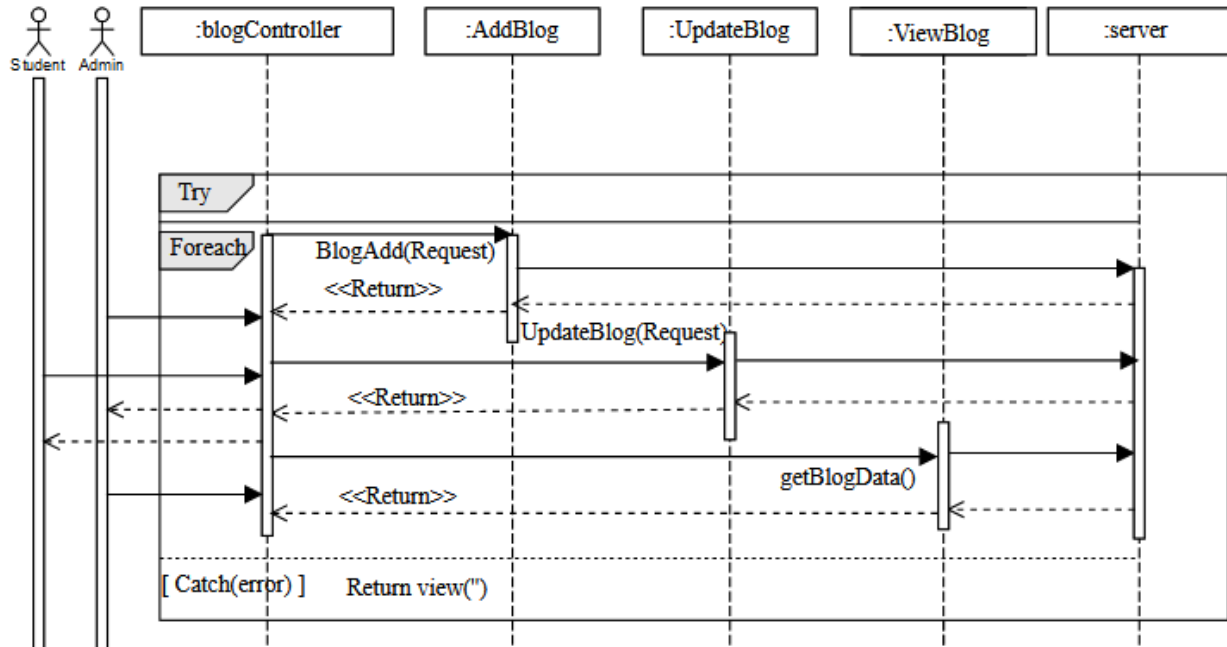 :blogController
:AddBlog
:UpdateBlog
:ViewBlog
:server
Student
Admin
Try
Foreach
BlogAdd(Request)
<<Return>>
UpdateBlog(Request)
<<Return>>
getBlogData()
<<Return>>
[ Catch(error) ]
Return view('')